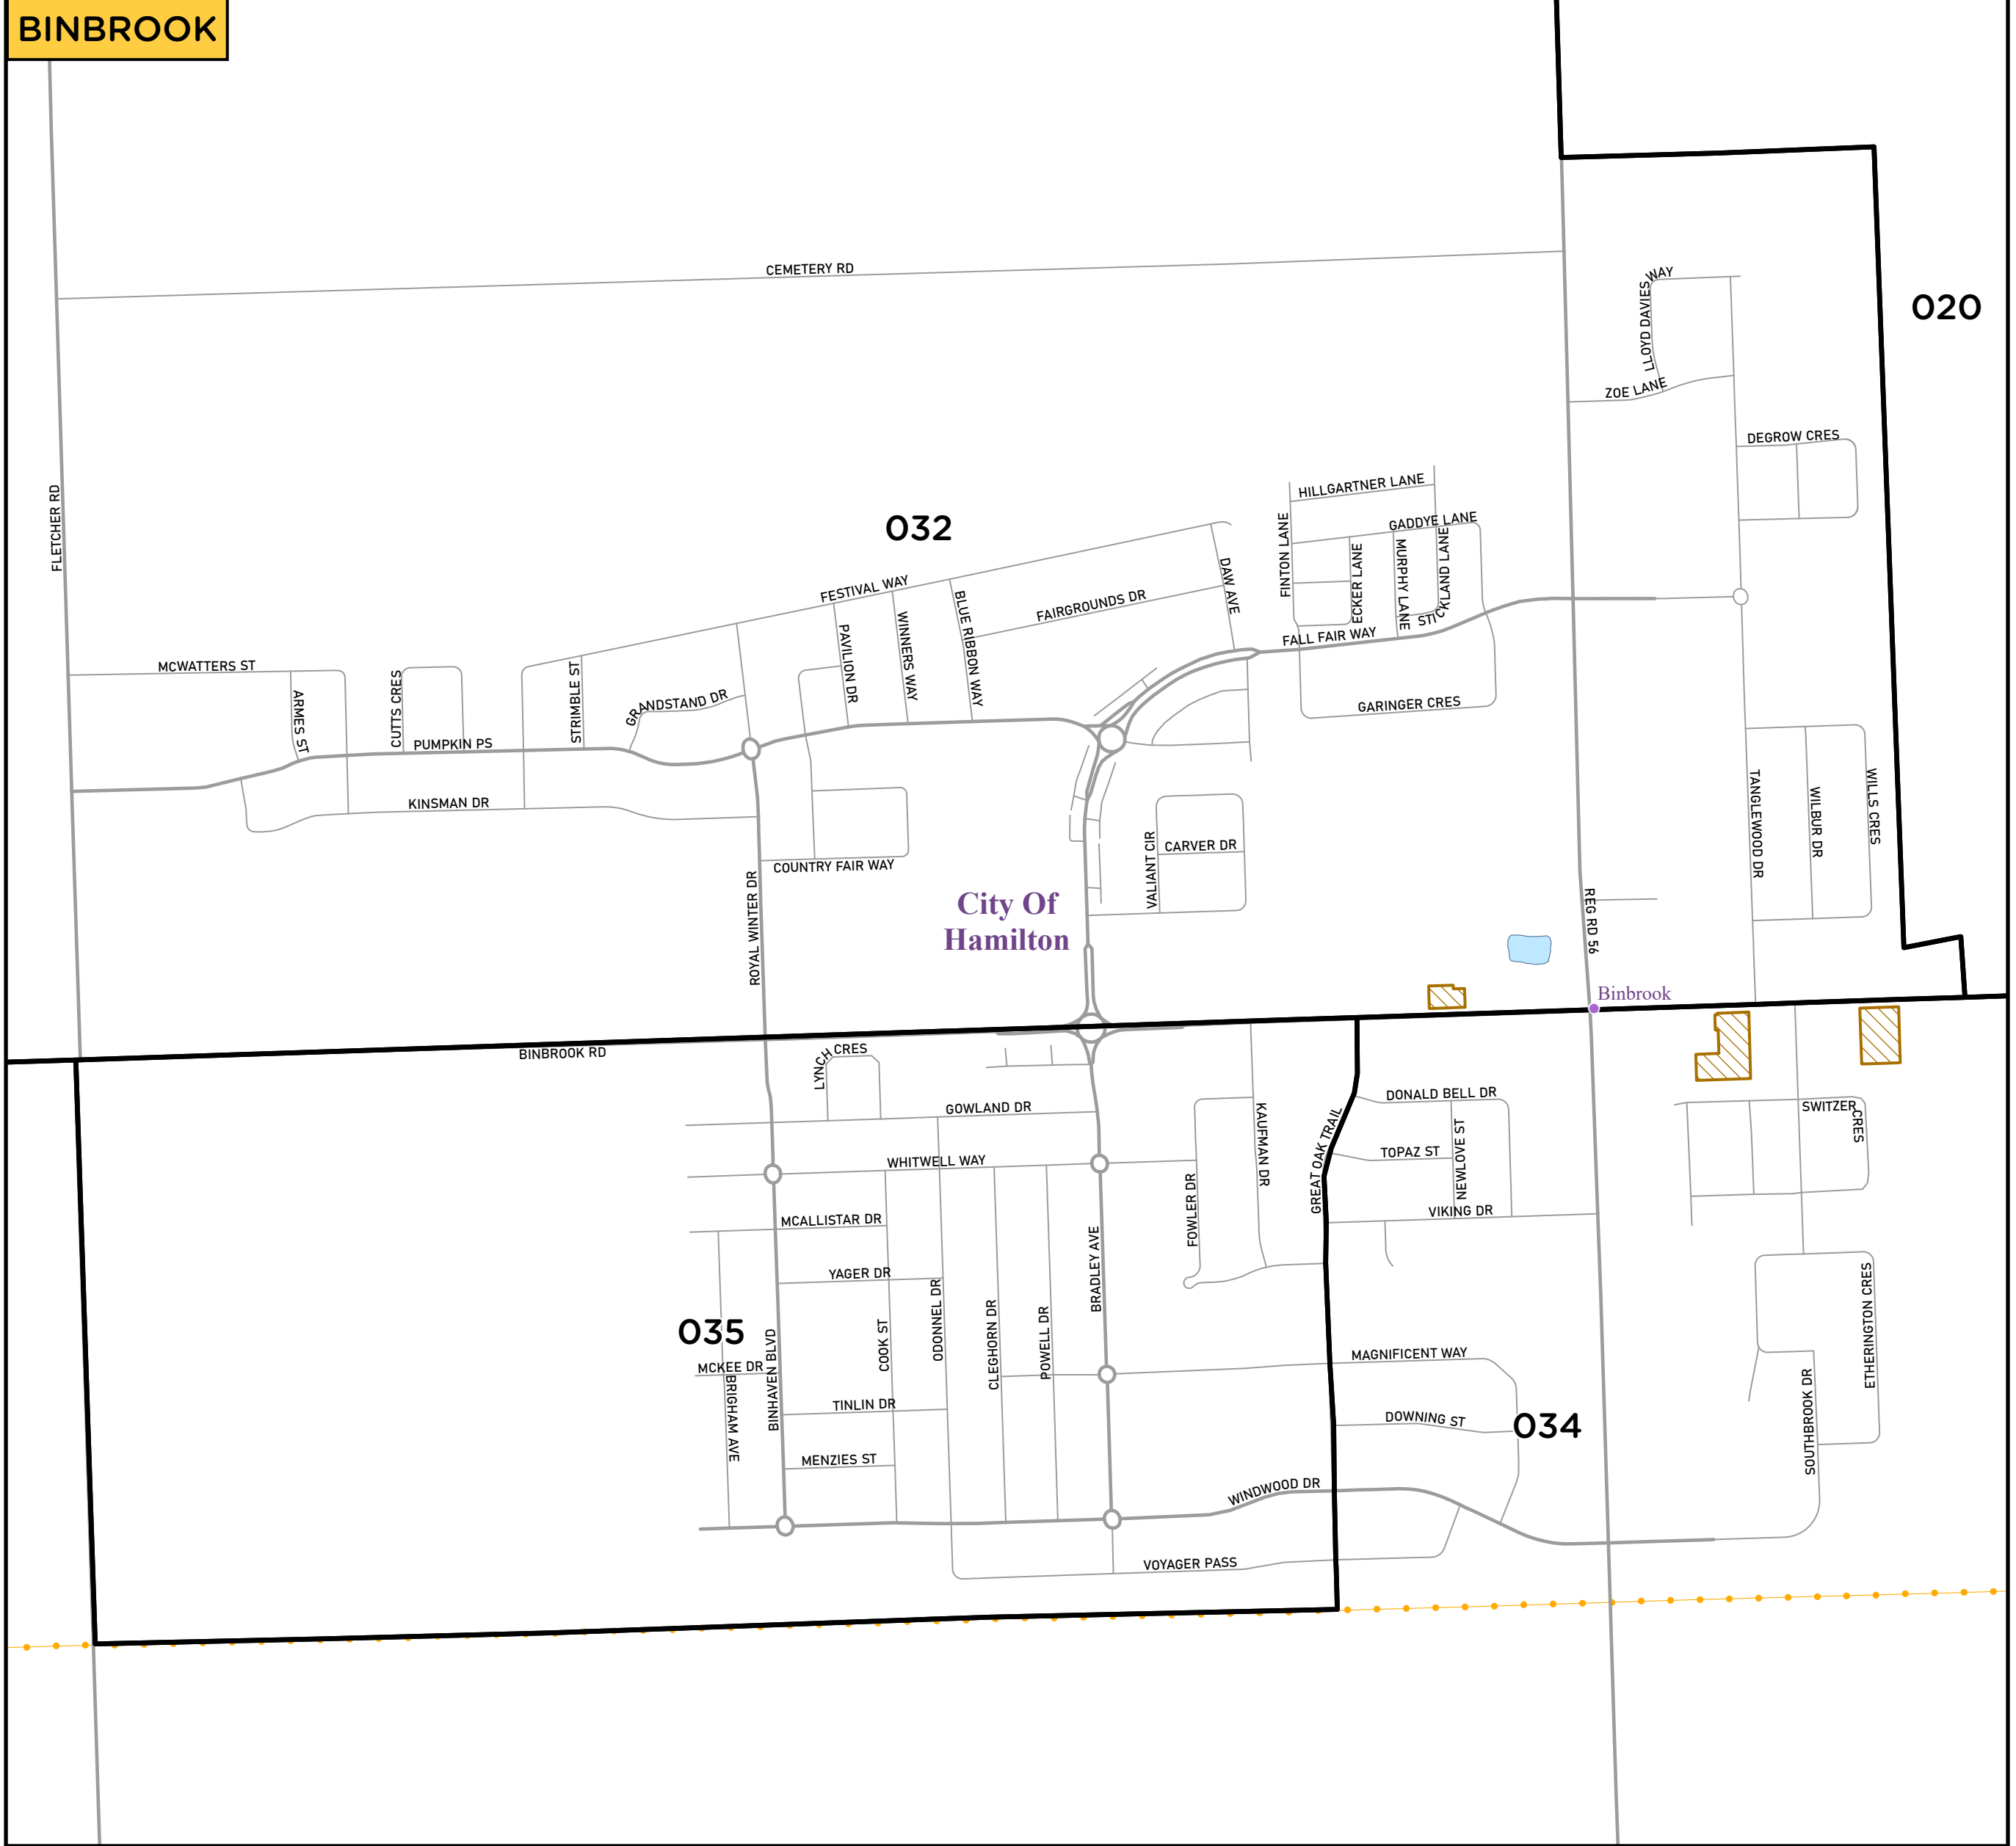 BINBROOK
CEMETERY RD
LLOYD DAVIES WAY
020
ZOE LANE
DEGROW CRES
FLETCHER RD
032
HILLGARTNER LANE
GADDYE LANE
FINTON LANE
ECKER LANE
MURPHY LANE
STICKLAND LANE
FESTIVAL WAY
PAVILION DR
WINNERS WAY
BLUE RIBBON WAY
FAIRGROUNDS DR
DAW AVE
FALL FAIR WAY
GARINGER CRES
MCWATTERS ST
ARMES ST
CUTTS CRES
PUMPKIN PS
STRIMBLE ST
GRANDSTAND DR
KINSMAN DR
COUNTRY FAIR WAY
ROYAL WINTER DR
VALIANT CIR
CARVER DR
TANGLEWOOD DR
WILBUR DR
WILLS CRES
REG RD 56
City Of
Hamilton
Binbrook
BINBROOK RD
LYNCH CRES
GOWLAND DR
WHITWELL WAY
MCALLISTAR DR
YAGER DR
035
MCKEE DR
BRIGHAM AVE
BINHAVEN BLVD
COOK ST
ODONNEL DR
CLEGHORN DR
POWELL DR
BRADLEY AVE
TINLIN DR
MENZIES ST
FOWLER DR
KAUFMAN DR
GREAT OAK TRAIL
DONALD BELL DR
TOPAZ ST
NEWLOVE ST
VIKING DR
SWITZER CRES
MAGNIFICENT WAY
DOWNING ST
034
ETHERINGTON CRES
SOUTHBROOK DR
WINDWOOD DR
VOYAGER PASS